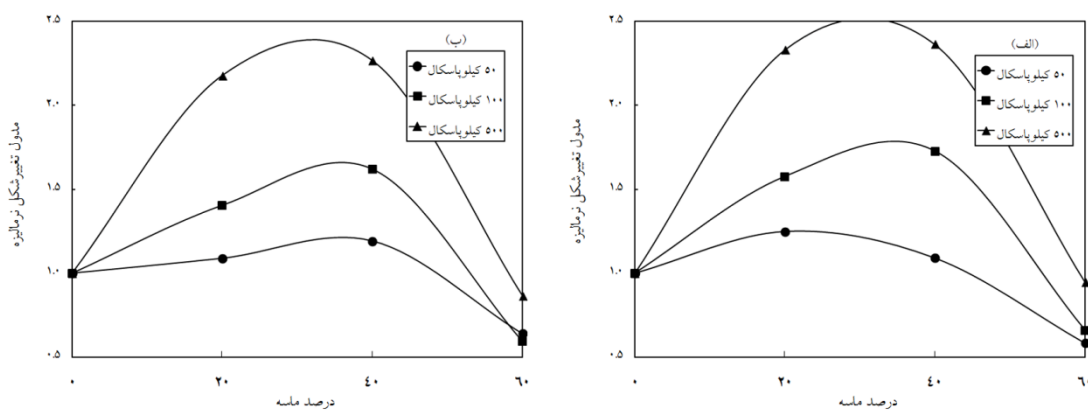 (الف)
۵۰ کیلوپاسکال
۱۰۰ کیلوپاسکال
۵۰۰ کیلوپاسکال
مدول تغییرشکل نرمالیزه
۲.۵
۲.۰
۱.۵
۱.۰
۰.۵
۰ ۲۰ ۴۰ ۶۰
درصد ماسه
(ب)
۵۰ کیلوپاسکال
۱۰۰ کیلوپاسکال
۵۰۰ کیلوپاسکال
مدول تغییرشکل نرمالیزه
۲.۵
۲.۰
۱.۵
۱.۰
۰.۵
۰ ۲۰ ۴۰ ۶۰
درصد ماسه